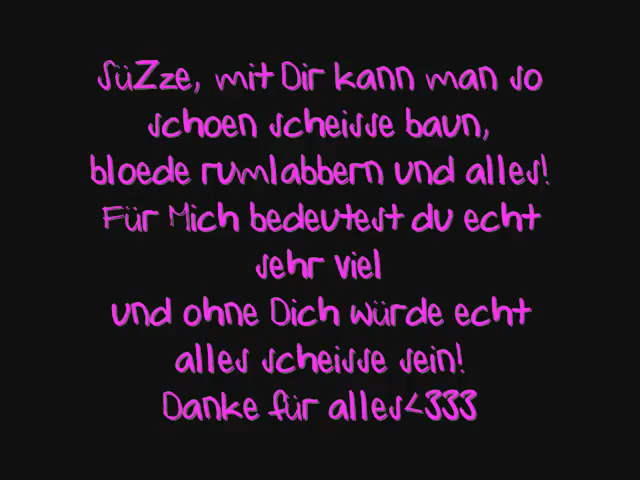 SüZze, mit Dir kann man so
schoen scheisse baun,
bloede rumlabbern und alles!
Für Mich bedeutest du echt
sehr viel
und ohne Dich würde echt
alles scheisse sein!
Danke für alles<333